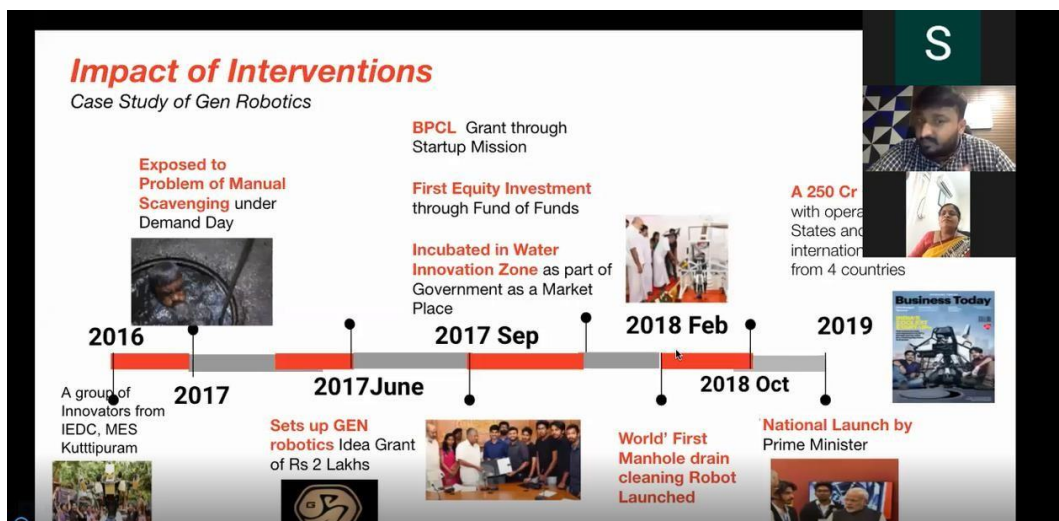 Impact of Interventions
Case Study of Gen Robotics
S
BPCL Grant through
Startup Mission
Exposed to
Problem of Manual
Scavenging under
Demand Day
First Equity Investment
through Fund of Funds
Incubated in Water
Innovation Zone as part of
Government as a Market
Place
A 250 Cr
with opera
States and
internation
from 4 countries
Business Today
2016
2017
2017June
2017 Sep
2018 Feb
2018 Oct
2019
A group of
Innovators from
IEDC, MES
Kutttipuram
Sets up GEN
robotics Idea Grant
of Rs 2 Lakhs
World' First
Manhole drain
cleaning Robot
Launched
National Launch by
Prime Minister
G